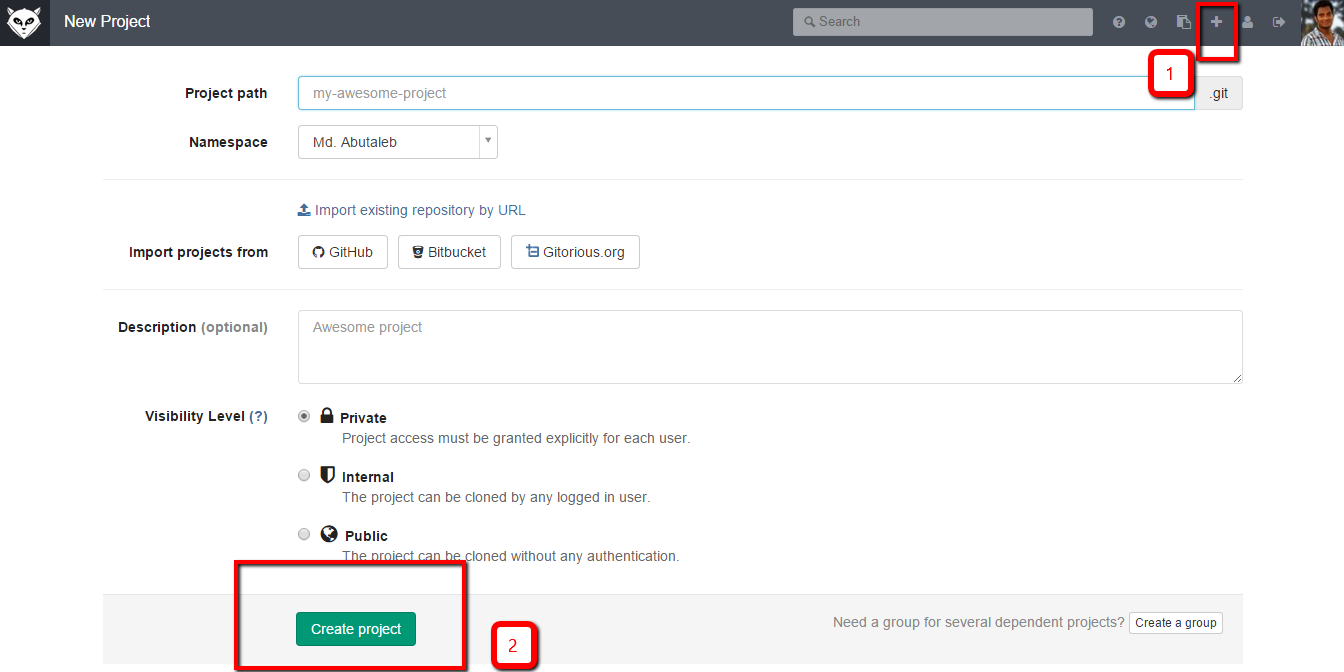 New Project
Search
1
Project path
my-awesome-project
.git
Namespace
Md. Abutaleb
Import existing repository by URL
Import projects from
GitHub
Bitbucket
Gitorious.org
Description (optional)
Awesome project
Visibility Level (?)
Private
Project access must be granted explicitly for each user.
Internal
The project can be cloned by any logged in user.
Public
The project can be cloned without any authentication.
Create project
2
Need a group for several dependent projects?
Create a group